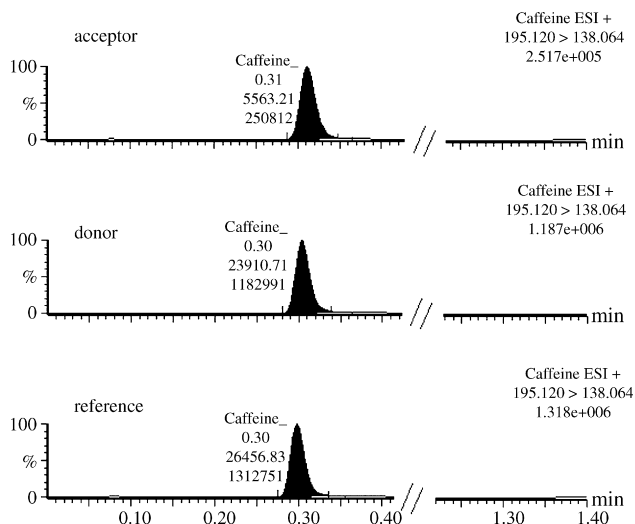 acceptor
Caffeine ESI +
195.120 > 138.064
2.517e+005
Caffeine_
0.31
5563.21
250812
100
%
0
min
donor
Caffeine ESI +
195.120 > 138.064
1.187e+006
Caffeine_
0.30
23910.71
1182991
100
%
0
min
reference
Caffeine ESI +
195.120 > 138.064
1.318e+006
Caffeine_
0.30
26456.83
1312751
100
%
0
min
0.10 0.20 0.30 0.40 1.30 1.40